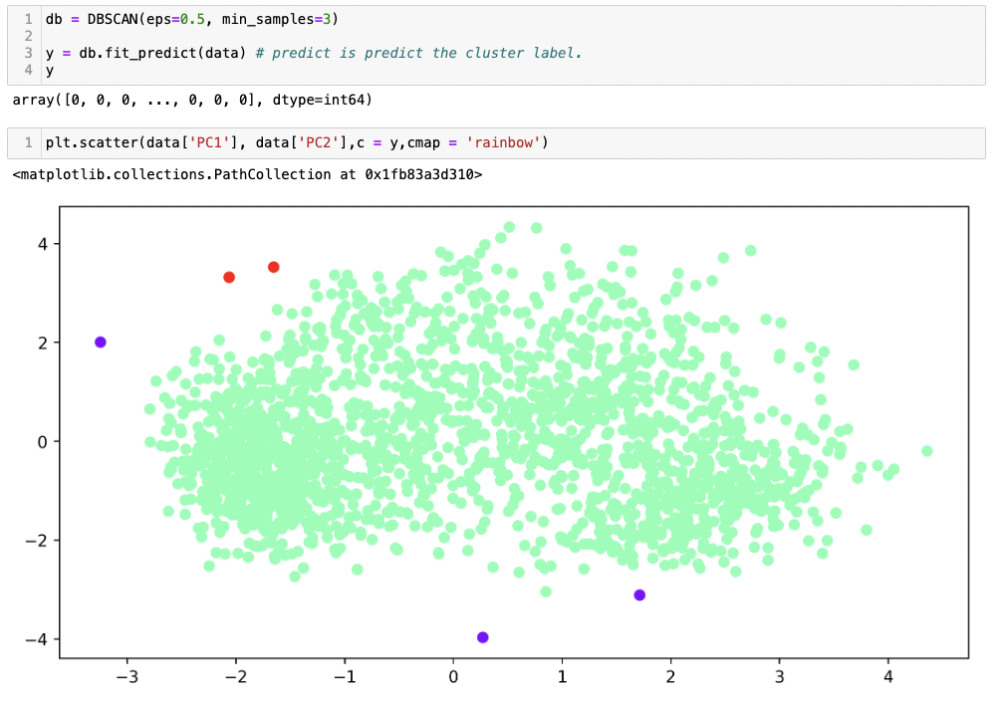 1 db = DBSCAN(eps=0.5, min_samples=3)
2
3 y = db.fit_predict(data) # predict is predict the cluster label.
4 y
array([0, 0, 0, ..., 0, 0, 0], dtype=int64)
1 plt.scatter(data['PC1'], data['PC2'],c = y,cmap = 'rainbow')
<matplotlib.collections.PathCollection at 0x1fb83a3d310>
4
2
0
−2
−4
−3 −2 −1 0 1 2 3 4